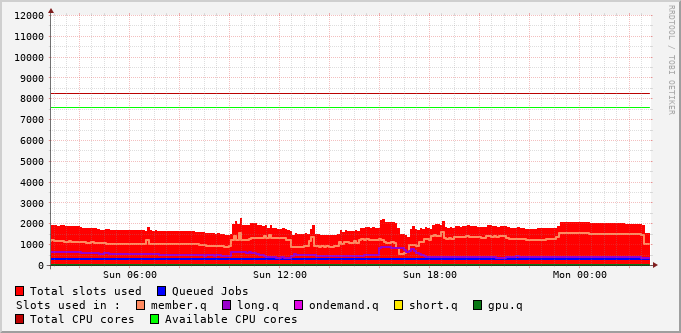 RRDTOOL / TOBI OETIKER
12000
11000
10000
9000
8000
7000
6000
5000
4000
3000
2000
1000
0
Sun 06:00 Sun 12:00 Sun 18:00 Mon 00:00
Total slots used Queued Jobs
Slots used in : member.q long.q ondemand.q short.q gpu.q
Total CPU cores Available CPU cores